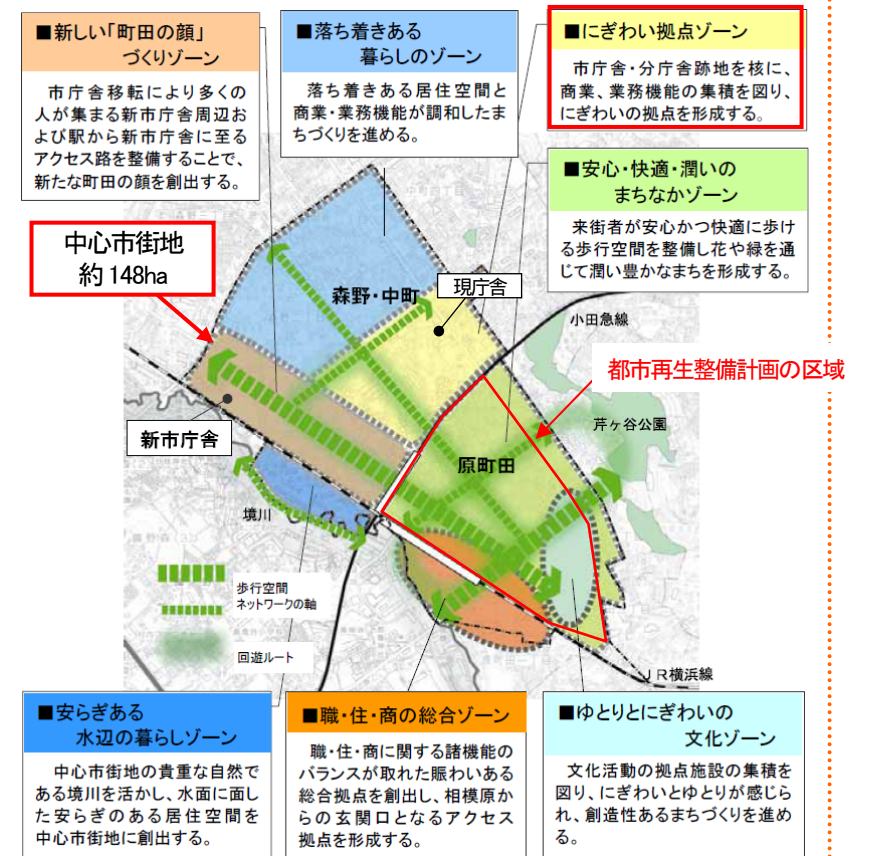 ■新しい「町田の顔」
づくりゾーン
市庁舎移転により多くの
人が集まる新市庁舎周辺お
よび駅から新市庁舎に至る
アクセス路を整備することで、
新たな町田の顔を創出する。
■落ち着きある
暮らしのゾーン
落ち着きある居住空間と
商業・業務機能が調和したま
ちづくりを進める。
■にぎわい拠点ゾーン
市庁舎・分庁舎跡地を核に、
商業、業務機能の集積を図り、
にぎわいの拠点を形成する。
■安心・快適・潤いの
まちなかゾーン
来街者が安心かつ快適に歩け
る歩行空間を整備し花や緑を通
じて潤い豊かなまちを形成する。
中心市街地
約148ha
森野・中町
現庁舎
小田急線
都市再生整備計画の区域
芹ヶ谷公園
新市庁舎
原町田
境川
歩行空間
ネットワークの軸
回遊ルート
JR横浜線
■安らぎある
水辺の暮らしゾーン
中心市街地の貴重な自然で
ある境川を活かし、水面に面し
た安らぎのある居住空間を
中心市街地に創出する。
■職・住・商の総合ゾーン
職・住・商に関する諸機能の
バランスが取れた賑わいある
総合拠点を創出し、相模原か
らの玄関口となるアクセス
拠点を形成する。
■ゆとりとにぎわいの
文化ゾーン
文化活動の拠点施設の集積を
図り、にぎわいとゆとりが感じら
れ、創造性あるまちづくりを進め
る。